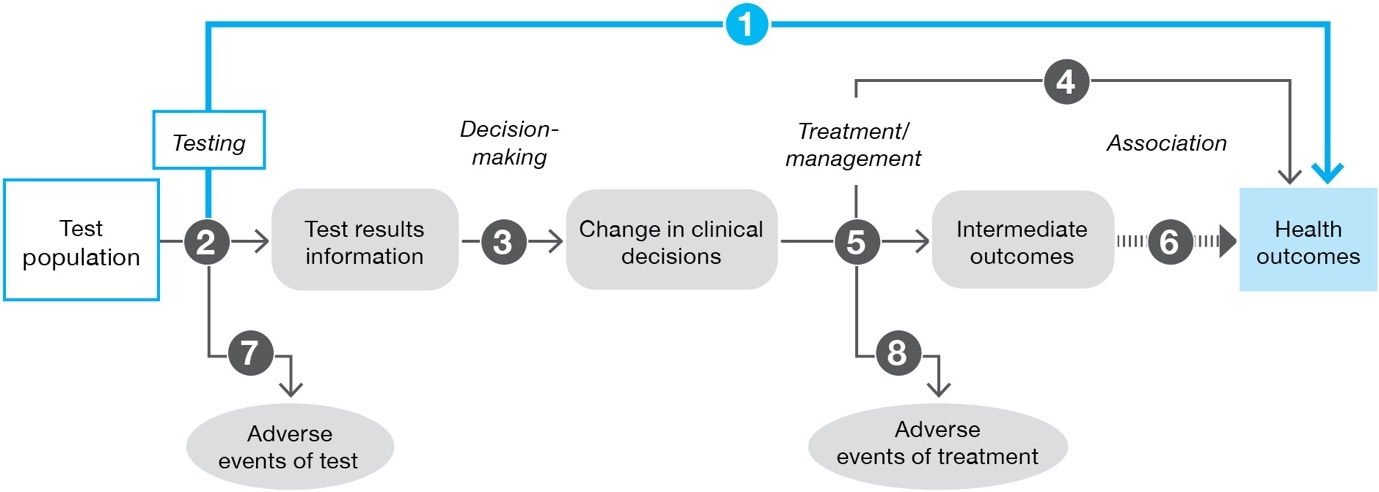 1
4
Testing
Decision-
making
Treatment/
management
Association
Test
population
2
Test results
information
3
Change in clinical
decisions
5
Intermediate
outcomes
6
Health
outcomes
7
8
Adverse
events of test
Adverse
events of treatment